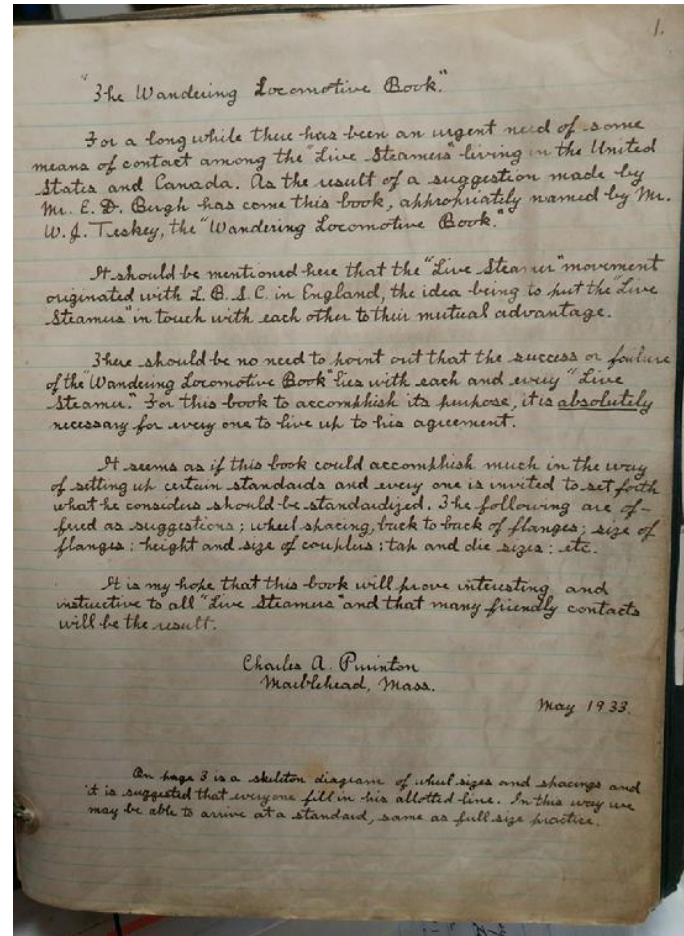 1.
"The Wandering Locomotive Book."
For a long while there has been an urgent need of some
means of contact among the "Live Steamers" living in the United
States and Canada. As the result of a suggestion made by
Mr. E. D. Bergh has come this book, appropriately named by Mr.
W. J. Teskey, the "Wandering Locomotive Book."
It should be mentioned here that the "Live Steamer" movement
originated with L. B. S. C. in England, the idea being to put the "Live
Steamers" in touch with each other to their mutual advantage.
There should be no need to point out that the success or failure
of the "Wandering Locomotive Book" lies with each and every "Live
Steamer." For this book to accomplish its purpose, it is absolutely
necessary for every one to live up to his agreement.
It seems as if this book could accomplish much in the way
of setting up certain standards and every one is invited to set forth
what he considers should be standardized. The following are of-
fered as suggestions; wheel spacing, back to back of flanges; size of
flanges; height and size of couplers; tap and die sizes; etc.
It is my hope that this book will prove interesting and
instructive to all "Live Steamers" and that many friendly contacts
will be the result.
Charles A. Purinton
Marblehead, Mass.
May 1933.
On page 3 is a skeleton diagram of wheel sizes and spacings and
it is suggested that everyone fill in his allotted line. In this way we
may be able to arrive at a standard, same as full size practice.